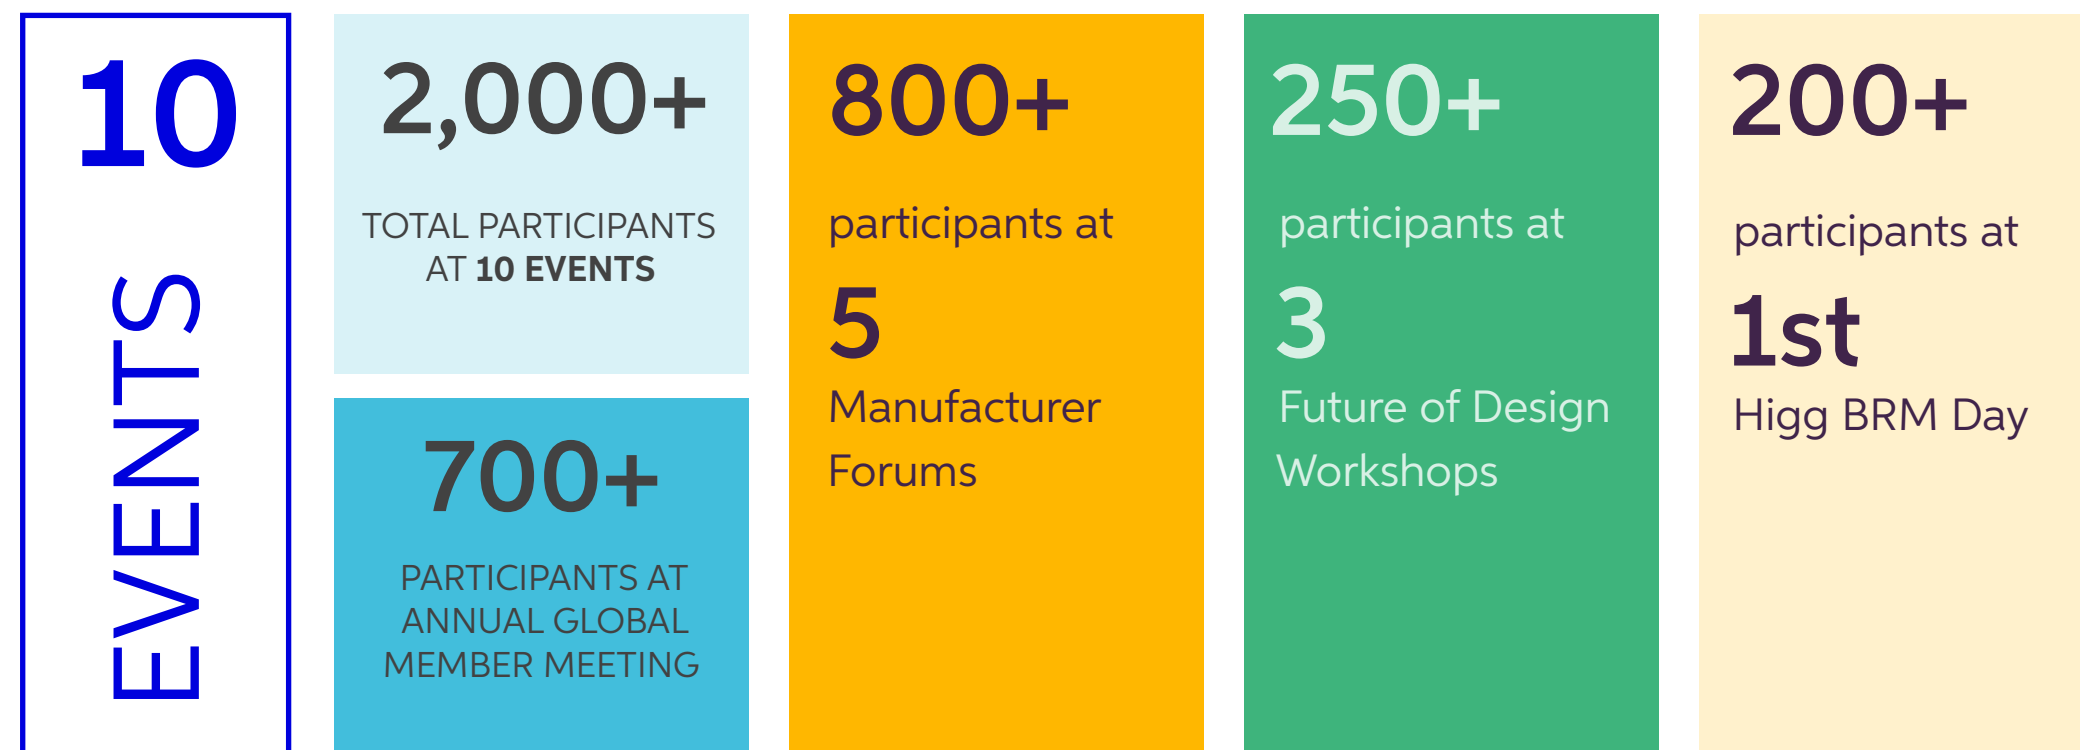 10
EVENTS
2,000+
TOTAL PARTICIPANTS
AT 10 EVENTS
700+
PARTICIPANTS AT
ANNUAL GLOBAL
MEMBER MEETING
800+
participants at
5
Manufacturer
Forums
250+
participants at
3
Future of Design
Workshops
200+
participants at
1st
Higg BRM Day